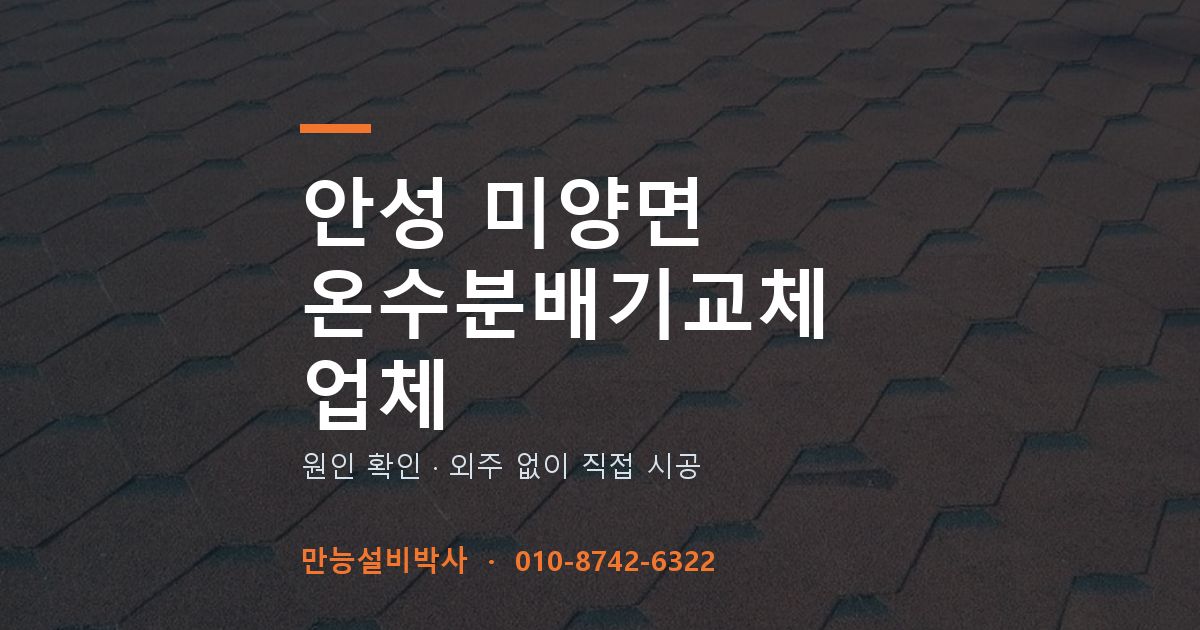 안성 미양면
온수분배기교체
업체
원인 확인 · 외주 없이 직접 시공
만능설비박사 · 010-8742-6322